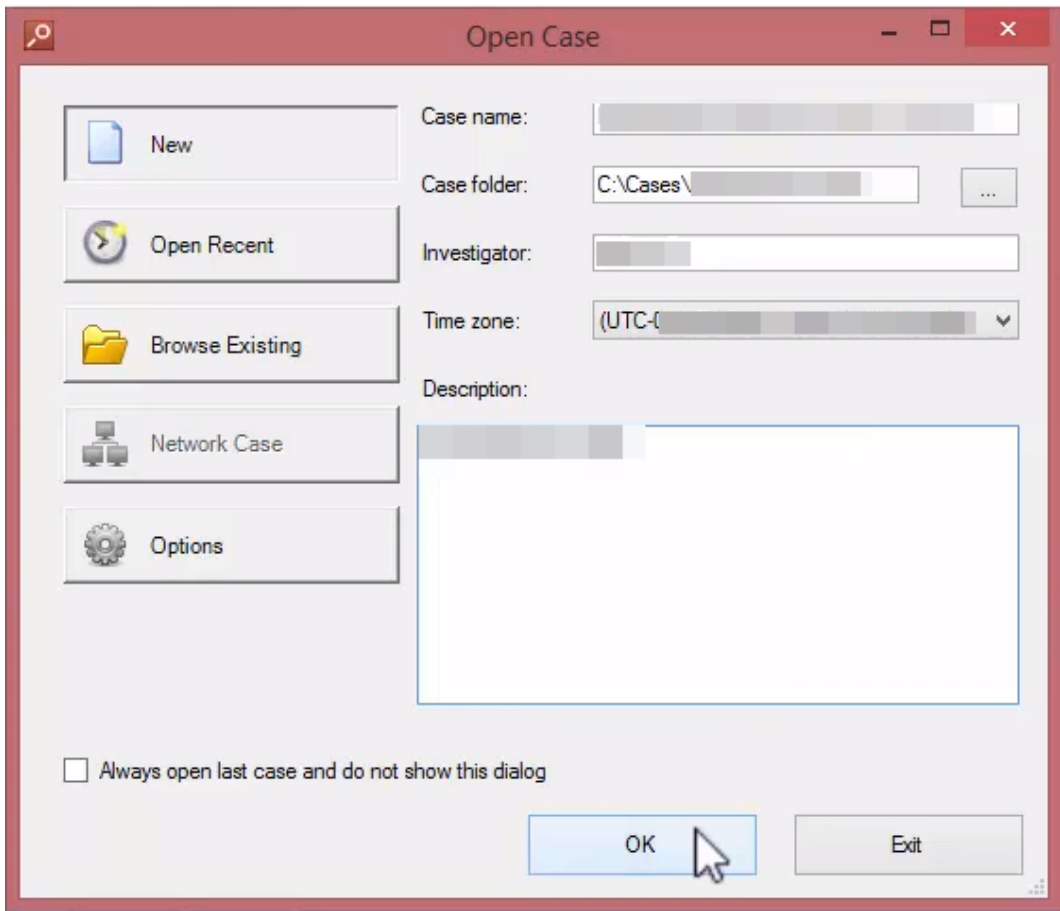 Open Case
New
Open Recent
Browse Existing
Network Case
Options
Case name:
Case folder:
C:\Cases\
...
Investigator:
Time zone:
(UTC-
Description:
Always open last case and do not show this dialog
OK
Exit